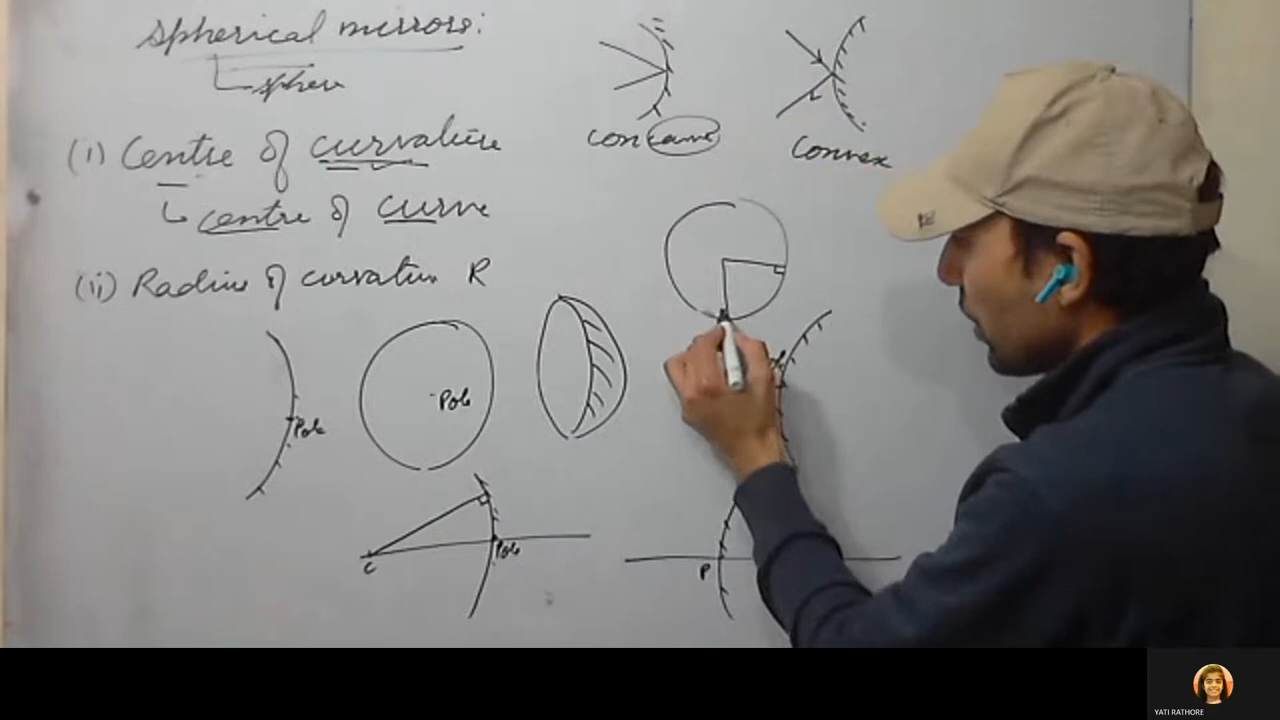 Spherical mirrors:
sphere
(i) Centre of curvature
centre of curve
(ii) Radius of curvature R
concave
convex
Pole
Pole
C
Pole
P
YATI RATHORE